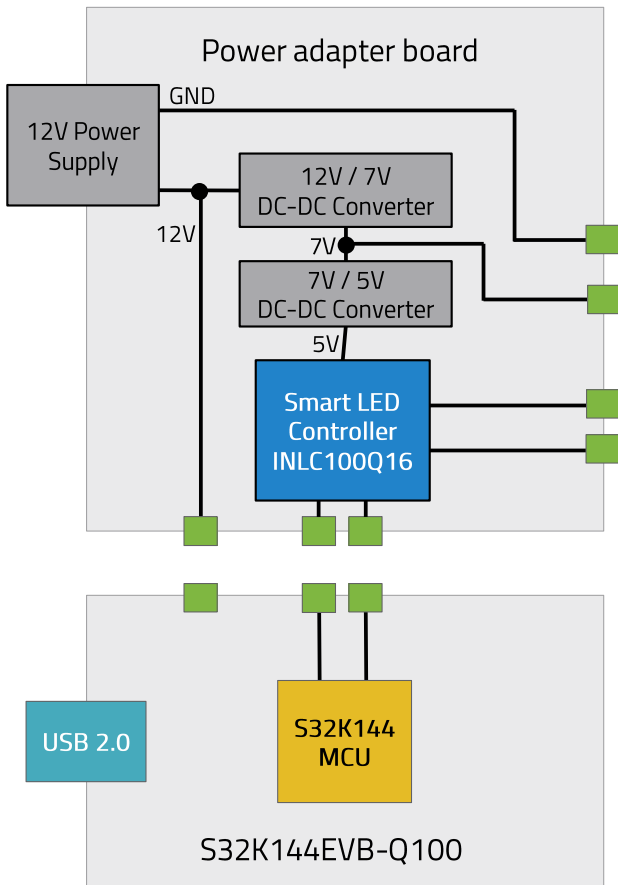 Power adapter board
GND
12V Power
Supply
12V / 7V
DC-DC Converter
12V
7V
7V / 5V
DC-DC Converter
5V
Smart LED
Controller
INLC100Q16
S32K144
MCU
USB 2.0
S32K144EVB-Q100